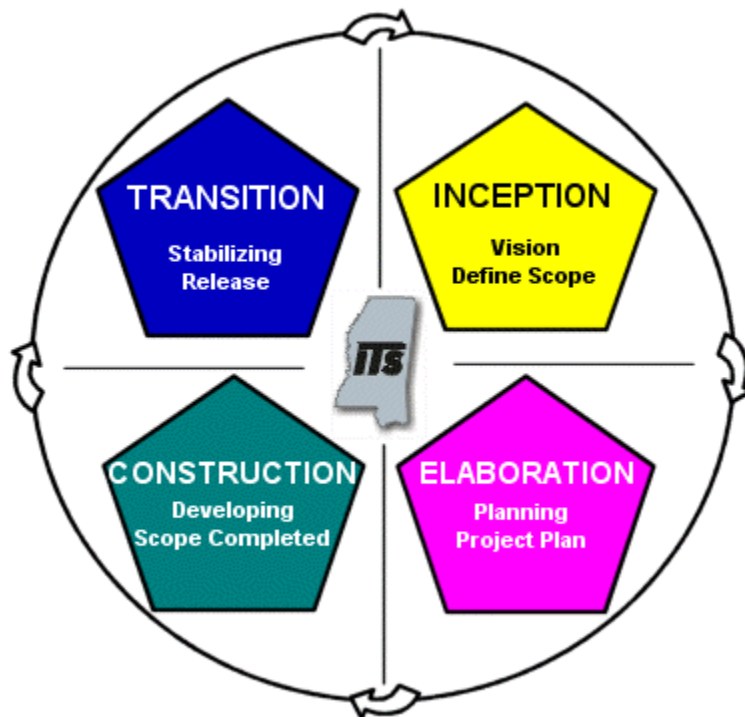 TRANSITION
Stabilizing
Release
INCEPTION
Vision
Define Scope
ITS
CONSTRUCTION
Developing
Scope Completed
ELABORATION
Planning
Project Plan